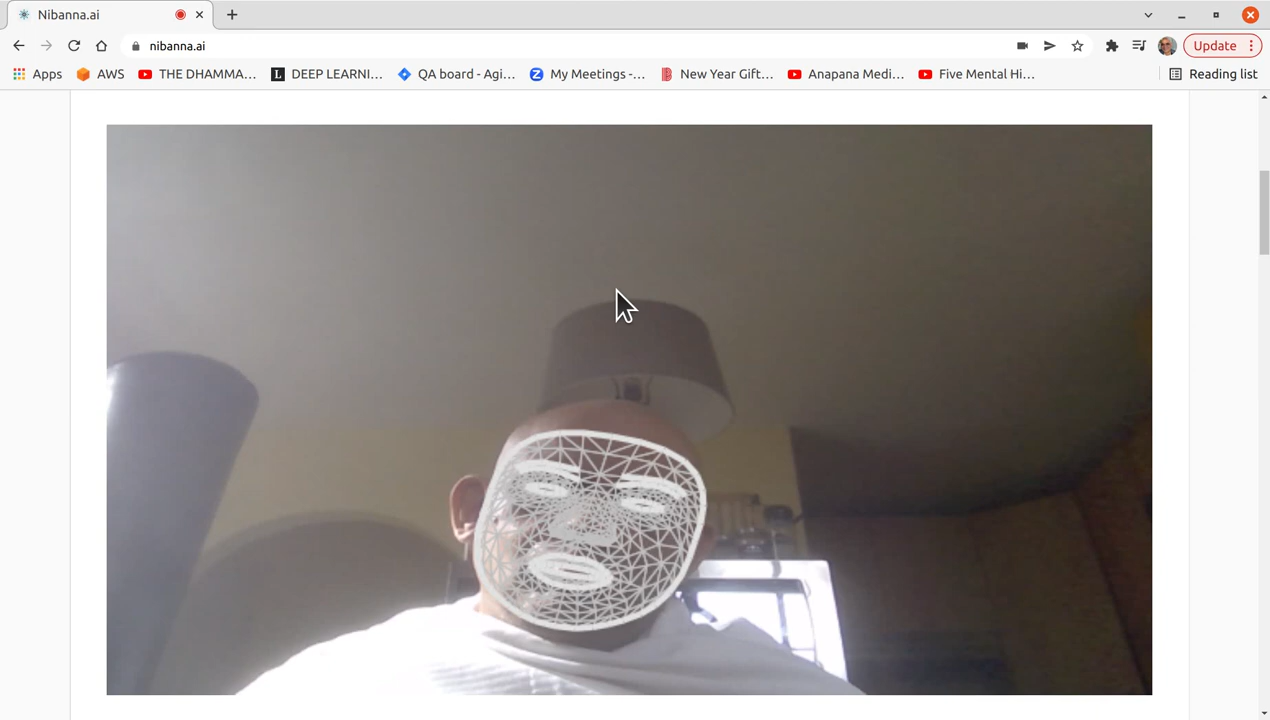 Nibanna.ai
nibanna.ai
Update
Apps AWS THE DHAMMA... L DEEP LEARNI... QA board - Agi... Z My Meetings -... B New Year Gift... Anapana Medi... Five Mental Hi... Reading list